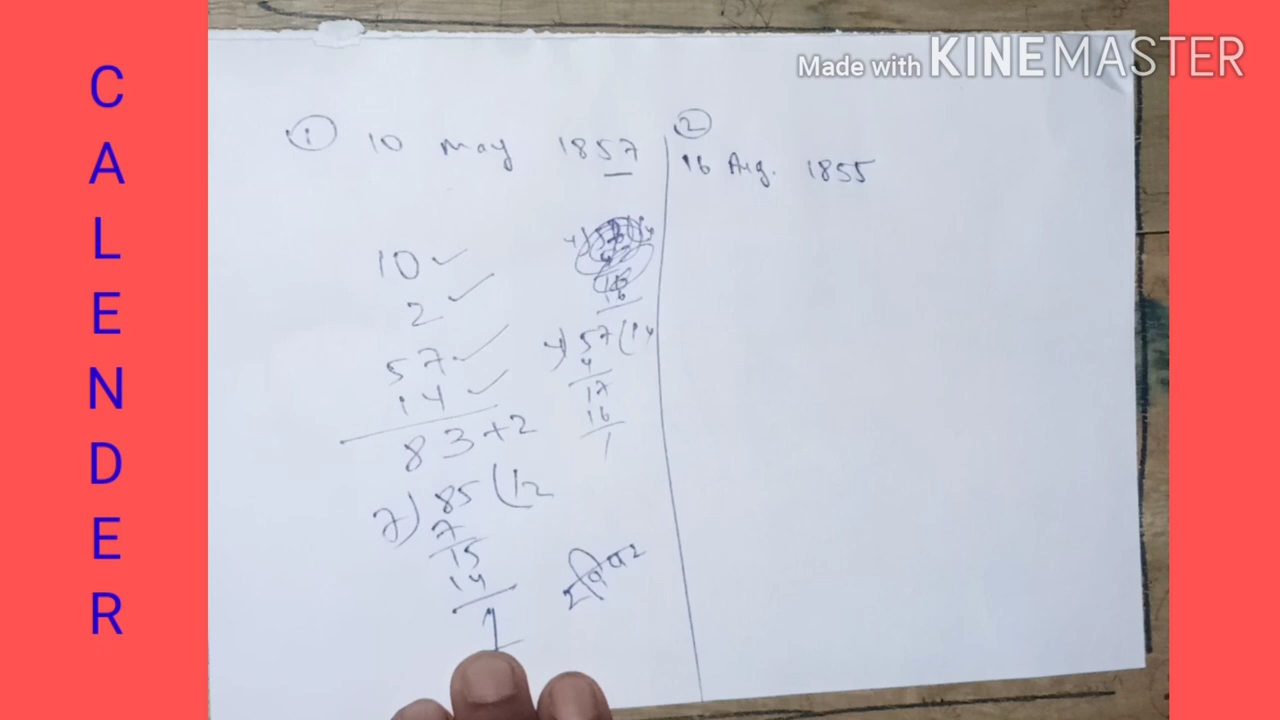 C
A
L
E
N
D
E
R
Made with KINEMASTER
① 10 May 1857
10 ✓
2 ✓
57 ✓
14 ✓
83+2
7) 85 (12
7
15
14
1
4) 57 (14
4
17
16
1
रविवार
②
16 Aug. 1855